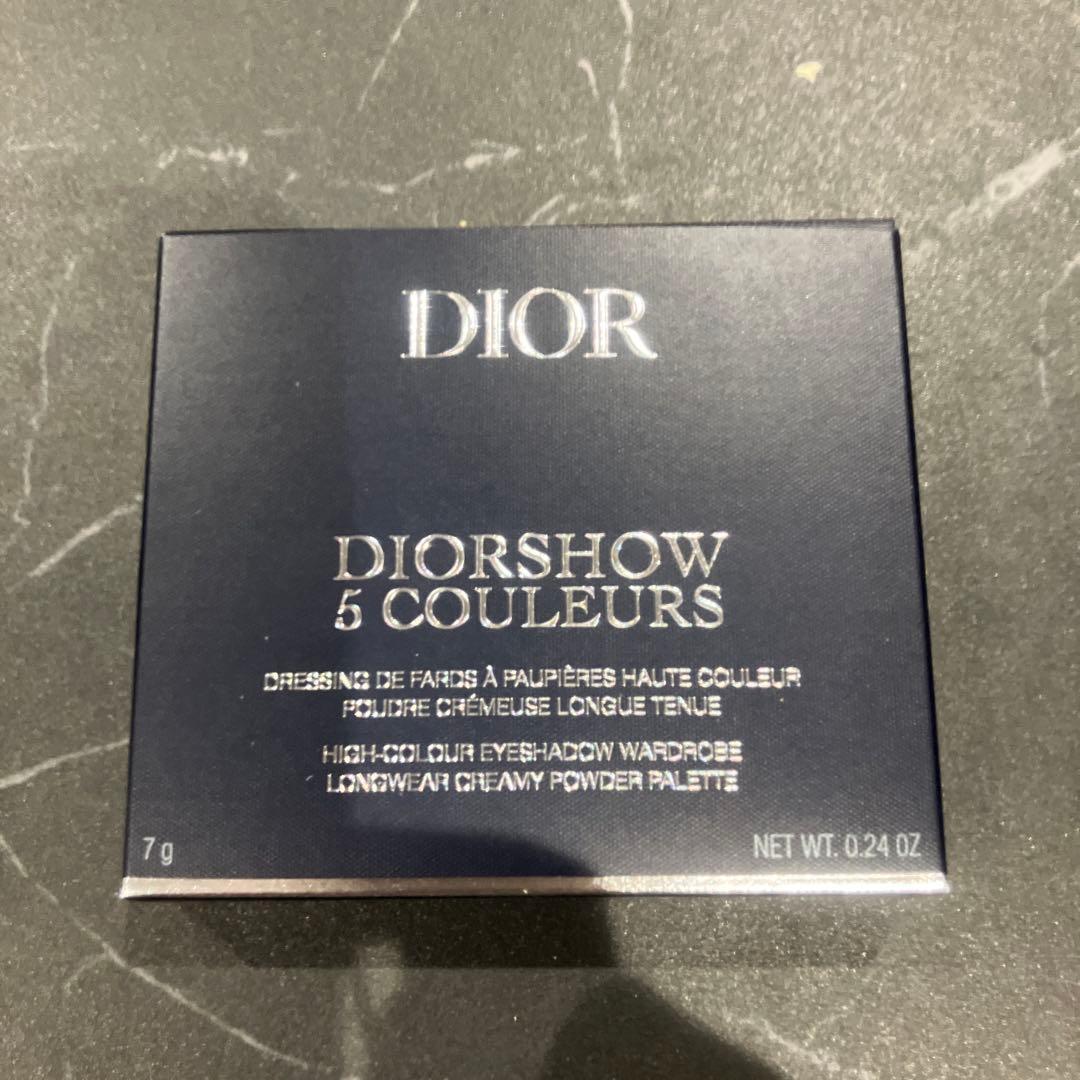 DIOR
DIORSHOW
5 COULEURS
DRESSING DE FARDS À PAUPIÈRES HAUTE COULEUR
POUDRE CRÉMEUSE LONGUE TENUE
HIGH-COLOUR EYESHADOW WARDROBE
LONGWEAR CREAMY POWDER PALETTE
7 g
NET WT. 0.24 OZ